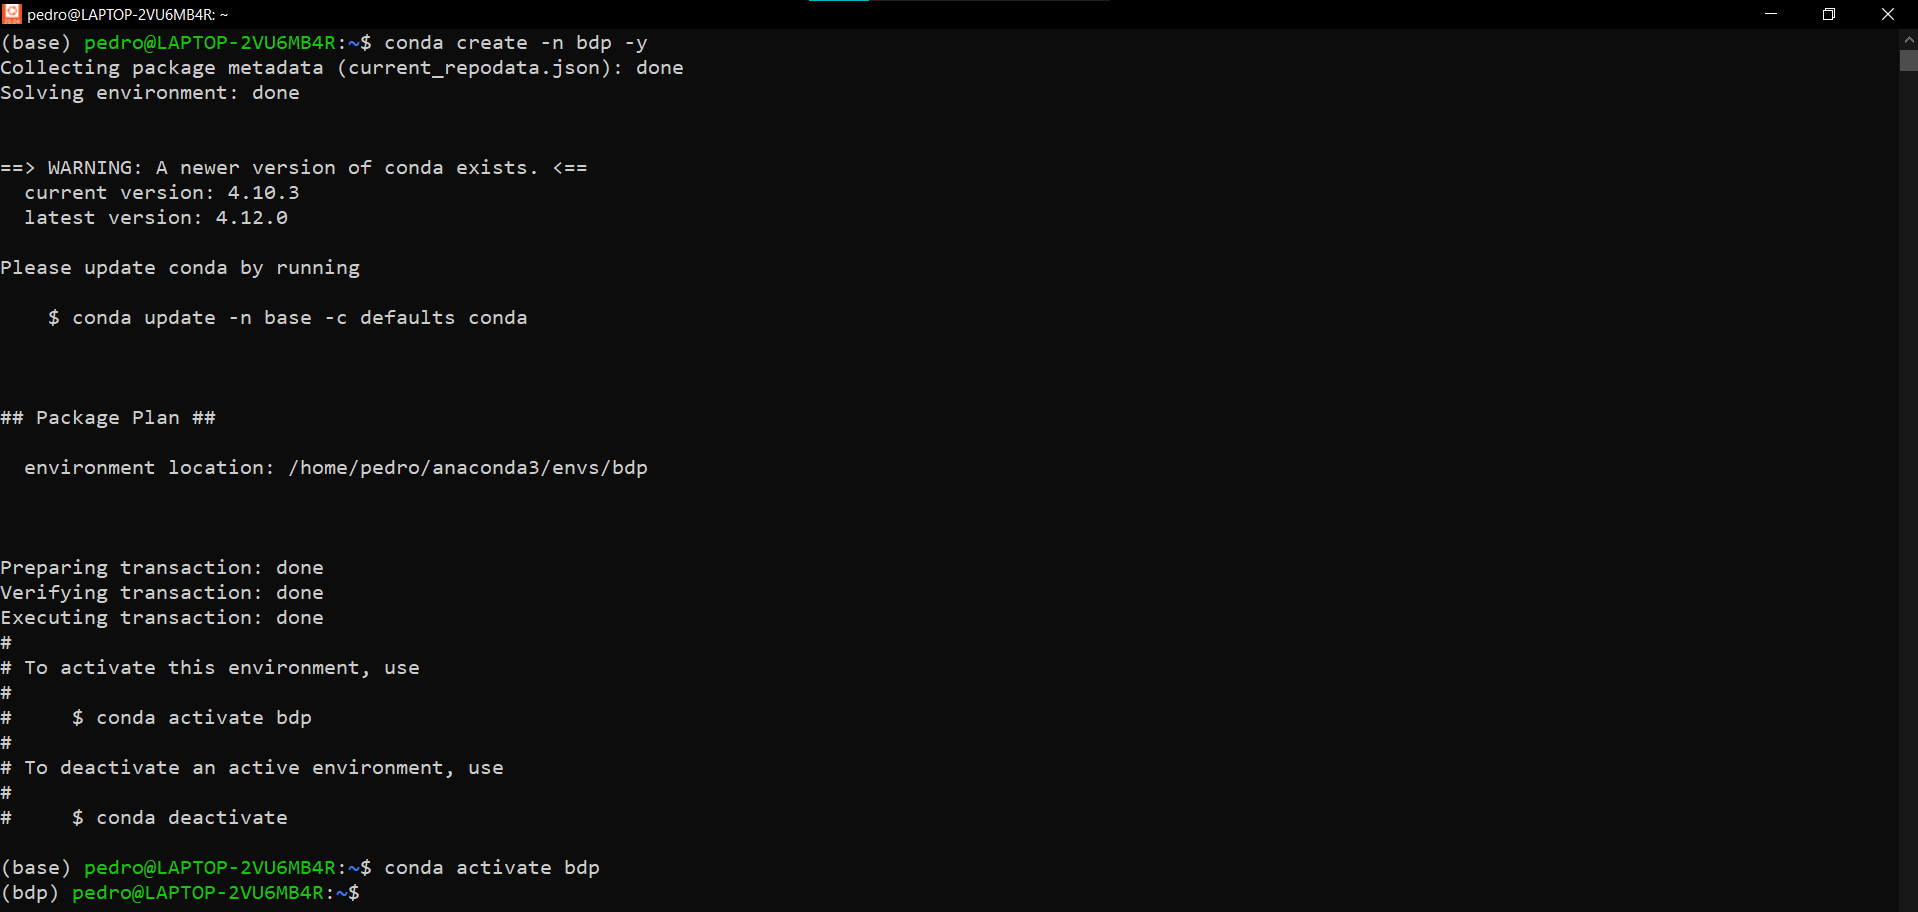 pedro@LAPTOP-2VU6MB4R: ~
(base) pedro@LAPTOP-2VU6MB4R:~$ conda create -n bdp -y
Collecting package metadata (current_repodata.json): done
Solving environment: done
==> WARNING: A newer version of conda exists. <==
  current version: 4.10.3
  latest version: 4.12.0
Please update conda by running
    $ conda update -n base -c defaults conda
## Package Plan ##
  environment location: /home/pedro/anaconda3/envs/bdp
Preparing transaction: done
Verifying transaction: done
Executing transaction: done
#
# To activate this environment, use
#
#     $ conda activate bdp
#
# To deactivate an active environment, use
#
#     $ conda deactivate
(base) pedro@LAPTOP-2VU6MB4R:~$ conda activate bdp
(bdp) pedro@LAPTOP-2VU6MB4R:~$